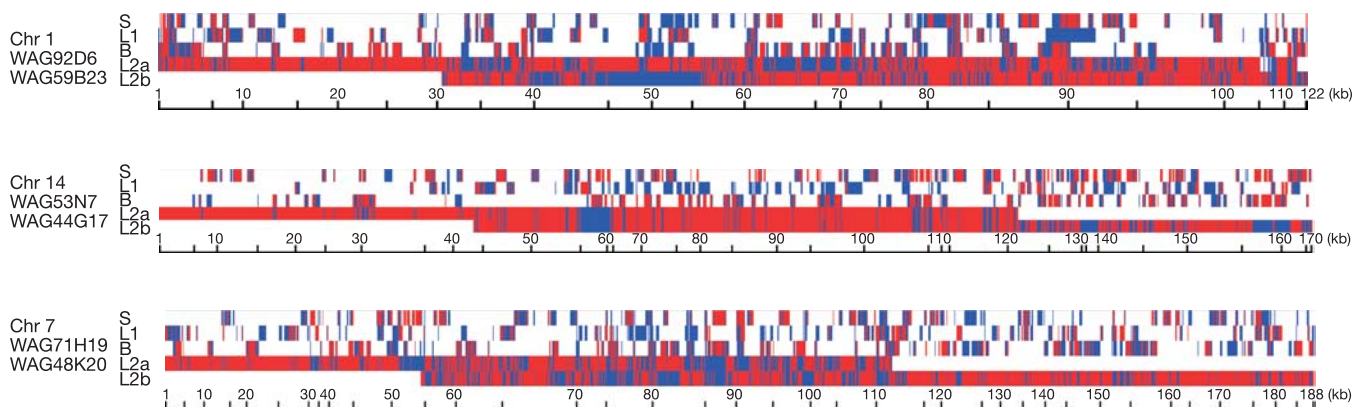 S
Chr 1 L1
WAG92D6 B
L2a
WAG59B23 L2b
1 10 20 30 40 50 60 70 80 90 100 110 122 (kb)
S
Chr 14 L1
WAG53N7 B
L2a
WAG44G17 L2b
1 10 20 30 40 50 60 70 80 90 100 110 120 130 140 150 160 170 (kb)
S
Chr 7 L1
WAG71H19 B
WAG48K20 L2a
L2b
1 10 20 30 40 50 60 70 80 90 100 110 120 130 140 150 160 170 180 188 (kb)